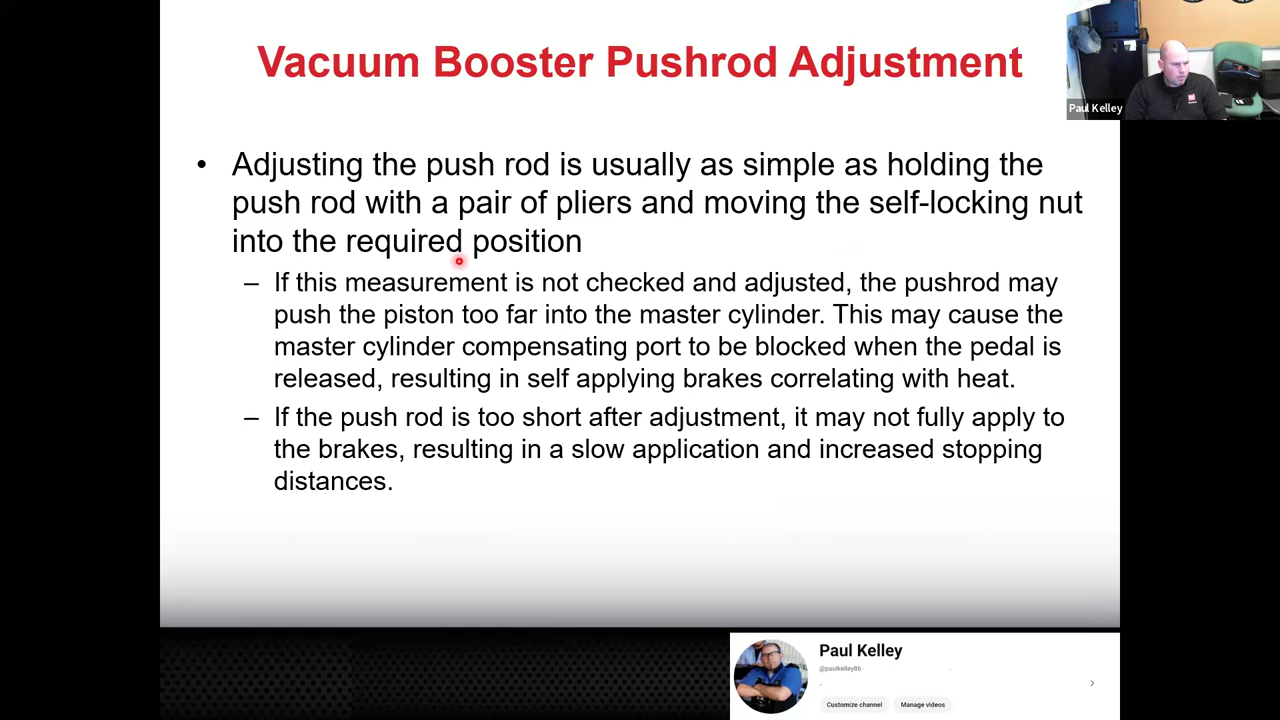 Vacuum Booster Pushrod Adjustment
Paul Kelley
• Adjusting the push rod is usually as simple as holding the
push rod with a pair of pliers and moving the self-locking nut
into the required position
– If this measurement is not checked and adjusted, the pushrod may
push the piston too far into the master cylinder. This may cause the
master cylinder compensating port to be blocked when the pedal is
released, resulting in self applying brakes correlating with heat.
– If the push rod is too short after adjustment, it may not fully apply to
the brakes, resulting in a slow application and increased stopping
distances.
Paul Kelley
@paulkelley86
Customize channel Manage videos